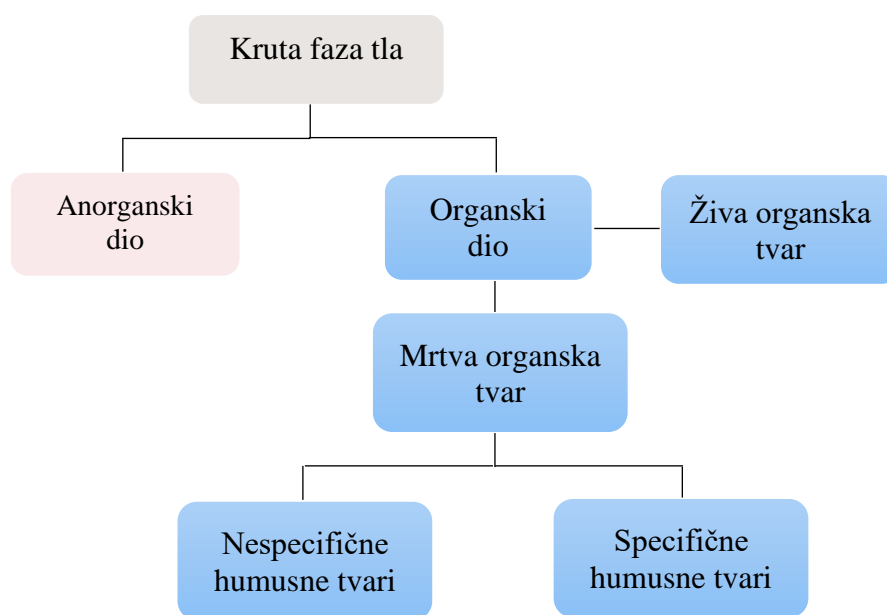 Kruta faza tla
Anorganski
dio
Organski
dio
Živa organska
tvar
Mrtva organska
tvar
Nespecifične
humusne tvari
Specifične
humusne tvari